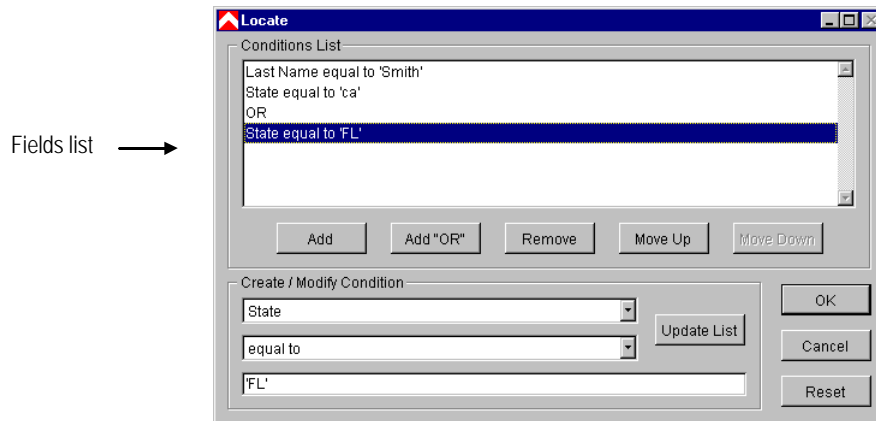 Locate
Conditions List
Last Name equal to 'Smith'
State equal to 'ca'
OR
State equal to 'FL'
Fields list
Add Add "OR" Remove Move Up Move Down
Create / Modify Condition
State
equal to
'FL'
Update List
OK
Cancel
Reset